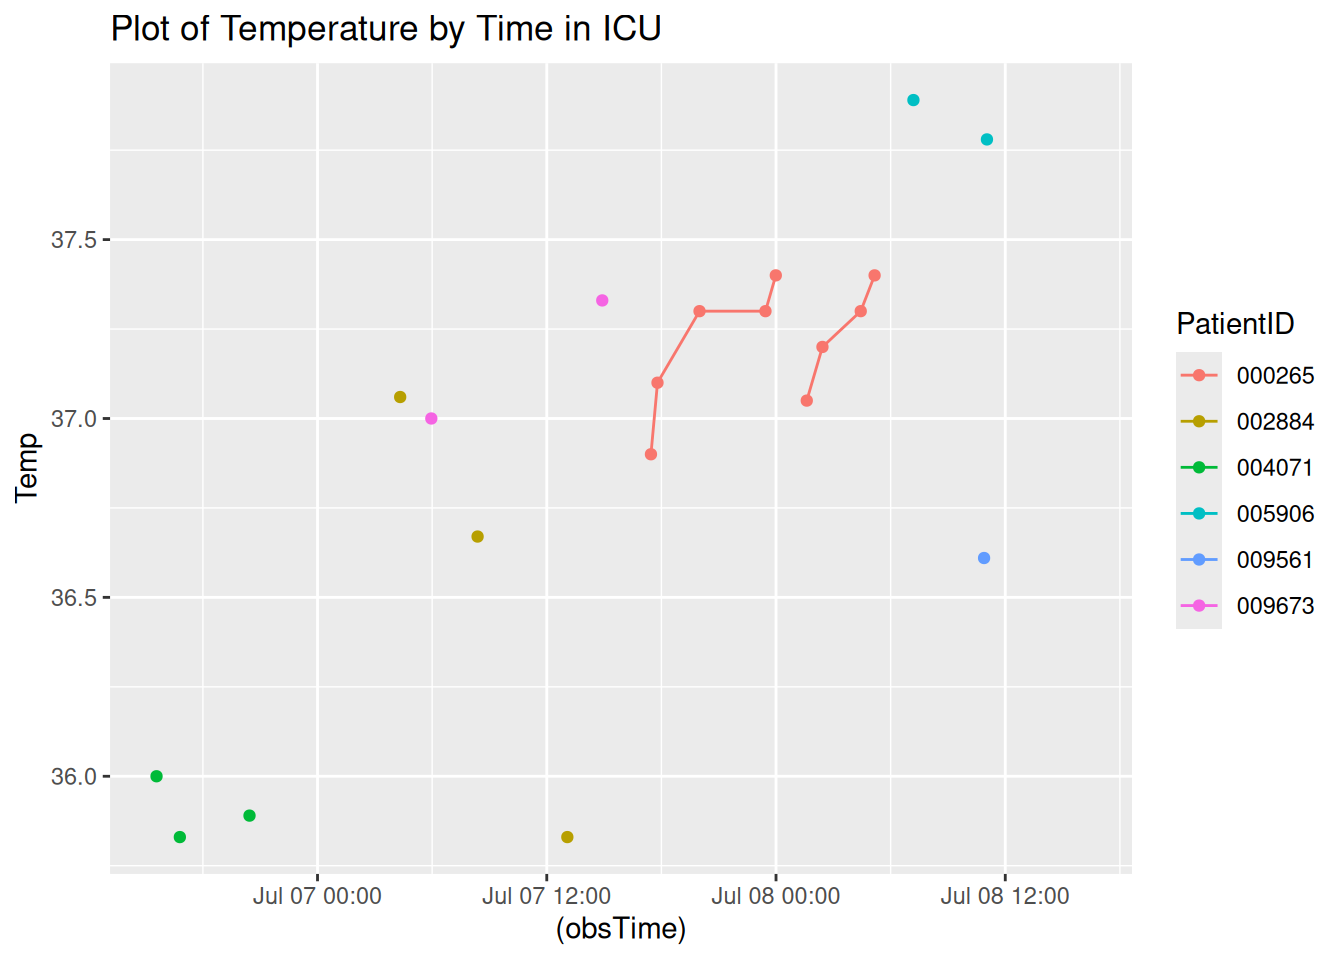 Plot of Temperature by Time in ICU
Temp
37.5
37.0
36.5
36.0
Jul 07 00:00
Jul 07 12:00
Jul 08 00:00
Jul 08 12:00
(obsTime)
PatientID
000265
002884
004071
005906
009561
009673